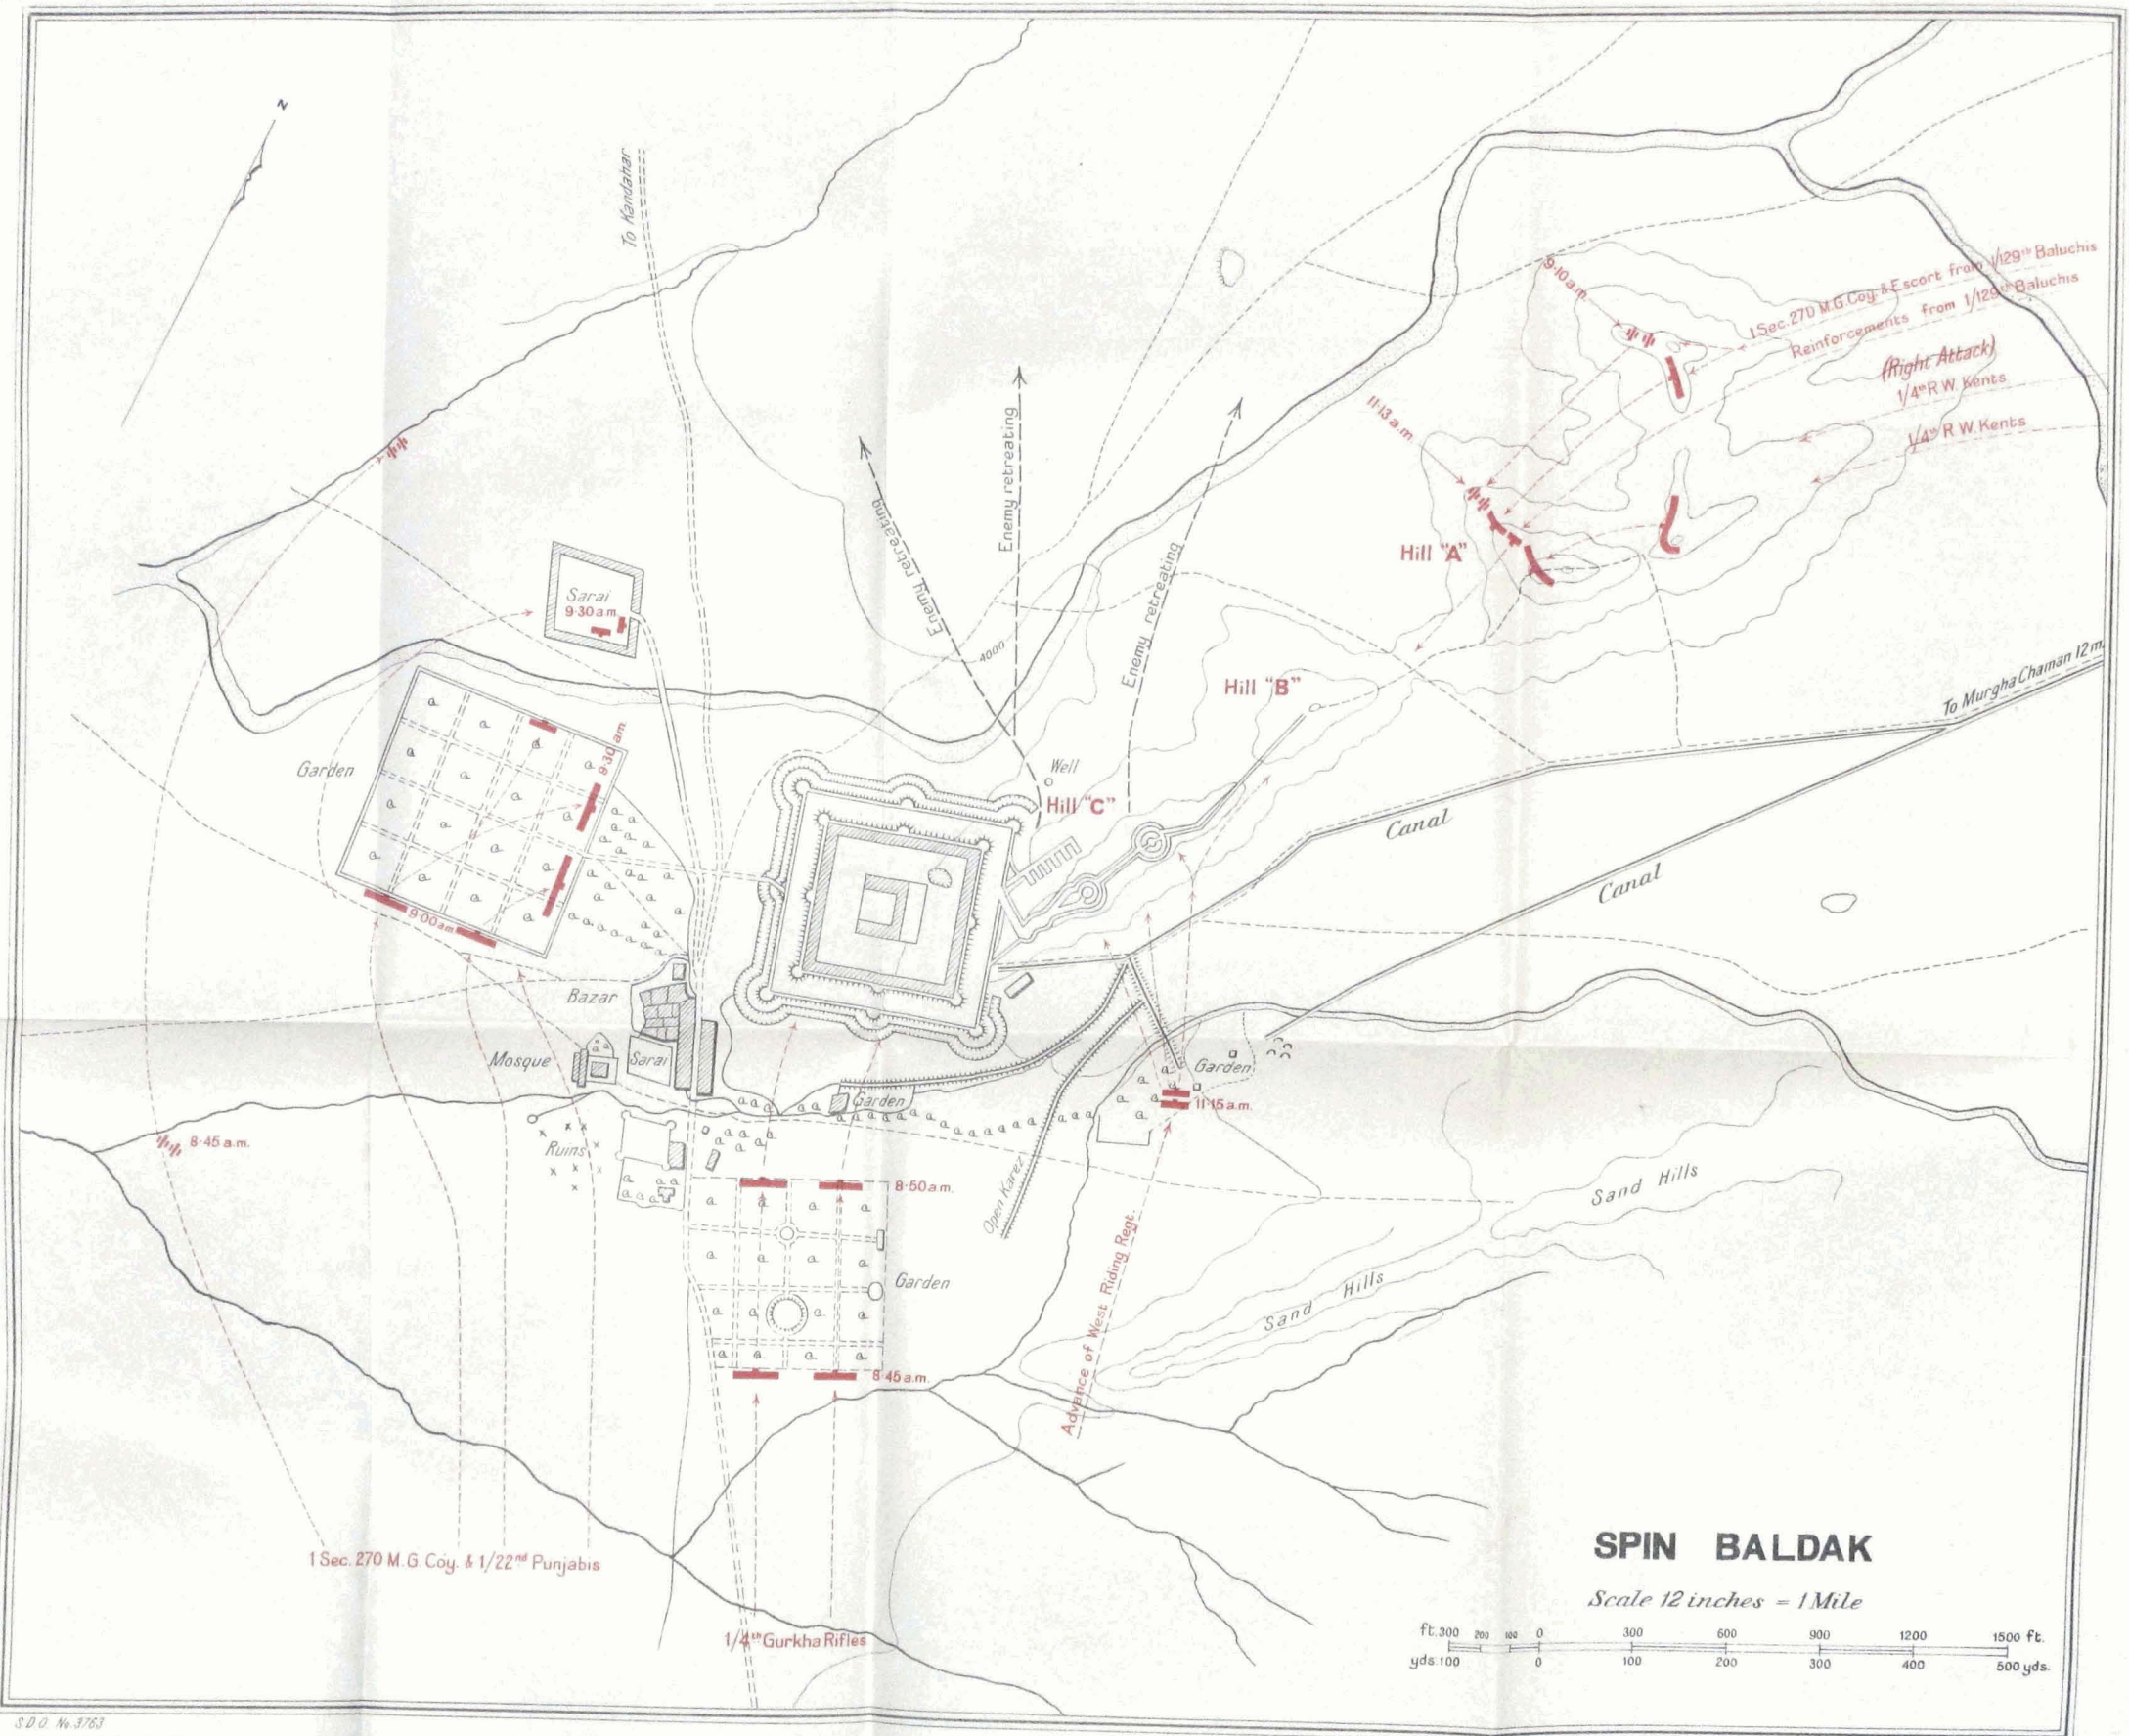 N
To Kandahar
9·10 a.m.
1 Sec. 270 M.G. Coy. & Escort from 1/129th Baluchis
Reinforcements from 1/129th Baluchis
(Right Attack)
1/4th R W. Kents
1/4th R W. Kents
11·13 a.m.
Hill "A"
Enemy retreating
Enemy retreating
Enemy retreating
Sarai
9·30 a.m.
4000
Hill "B"
To Murgha Chaman 12 m.
Garden
9·30 am.
Well
Hill "C"
Canal
Canal
9·00 am.
Bazar
Mosque
Sarai
Garden
Garden
11·15 a.m.
8·45 a.m.
Ruins
8·50 am.
Open Karez
Sand Hills
Garden
Sand Hills
8·45 a.m.
Advance of West Riding Regt.
1 Sec. 270 M.G. Coy. & 1/22nd Punjabis
1/4th Gurkha Rifles
SPIN BALDAK
Scale 12 inches = 1 Mile
ft. 300 200 100 0 300 600 900 1200 1500 ft.
yds. 100 0 100 200 300 400 500 yds.
S.D.O. No. 3763